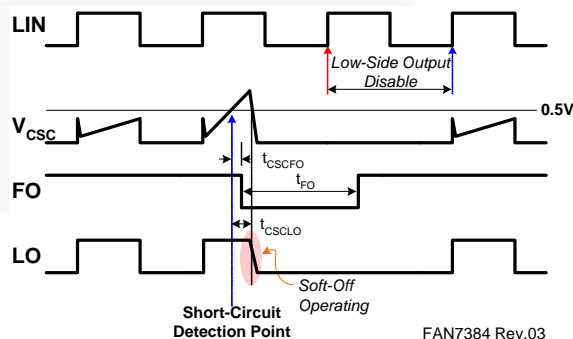 LIN
Low-Side Output
Disable
0.5V
VCSC
tCSCFO
tFO
FO
tCSCLO
LO
Soft-Off
Operating
Short-Circuit
Detection Point
FAN7384 Rev.03